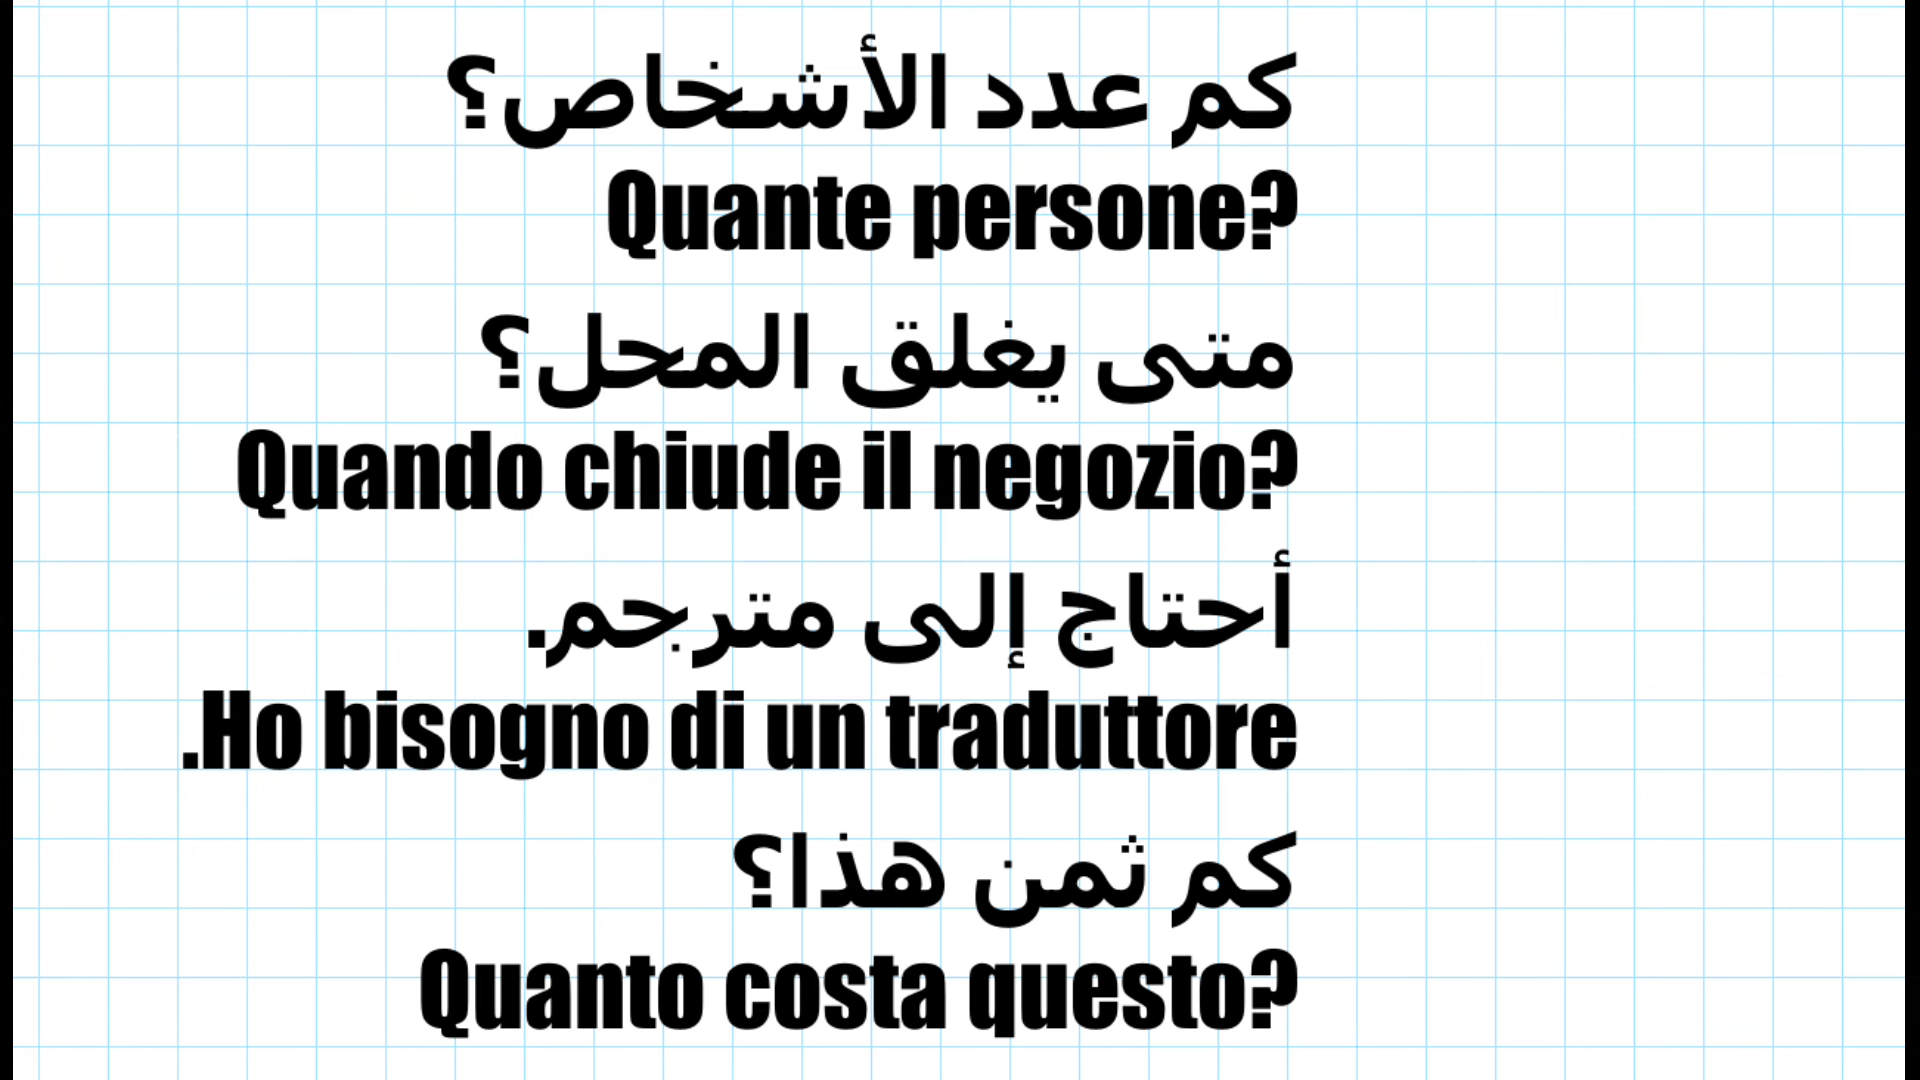 كم عدد الأشخاص؟
Quante persone?
متى يغلق المحل؟
Quando chiude il negozio?
أحتاج إلى مترجم.
.Ho bisogno di un traduttore
كم ثمن هذا؟
Quanto costa questo?